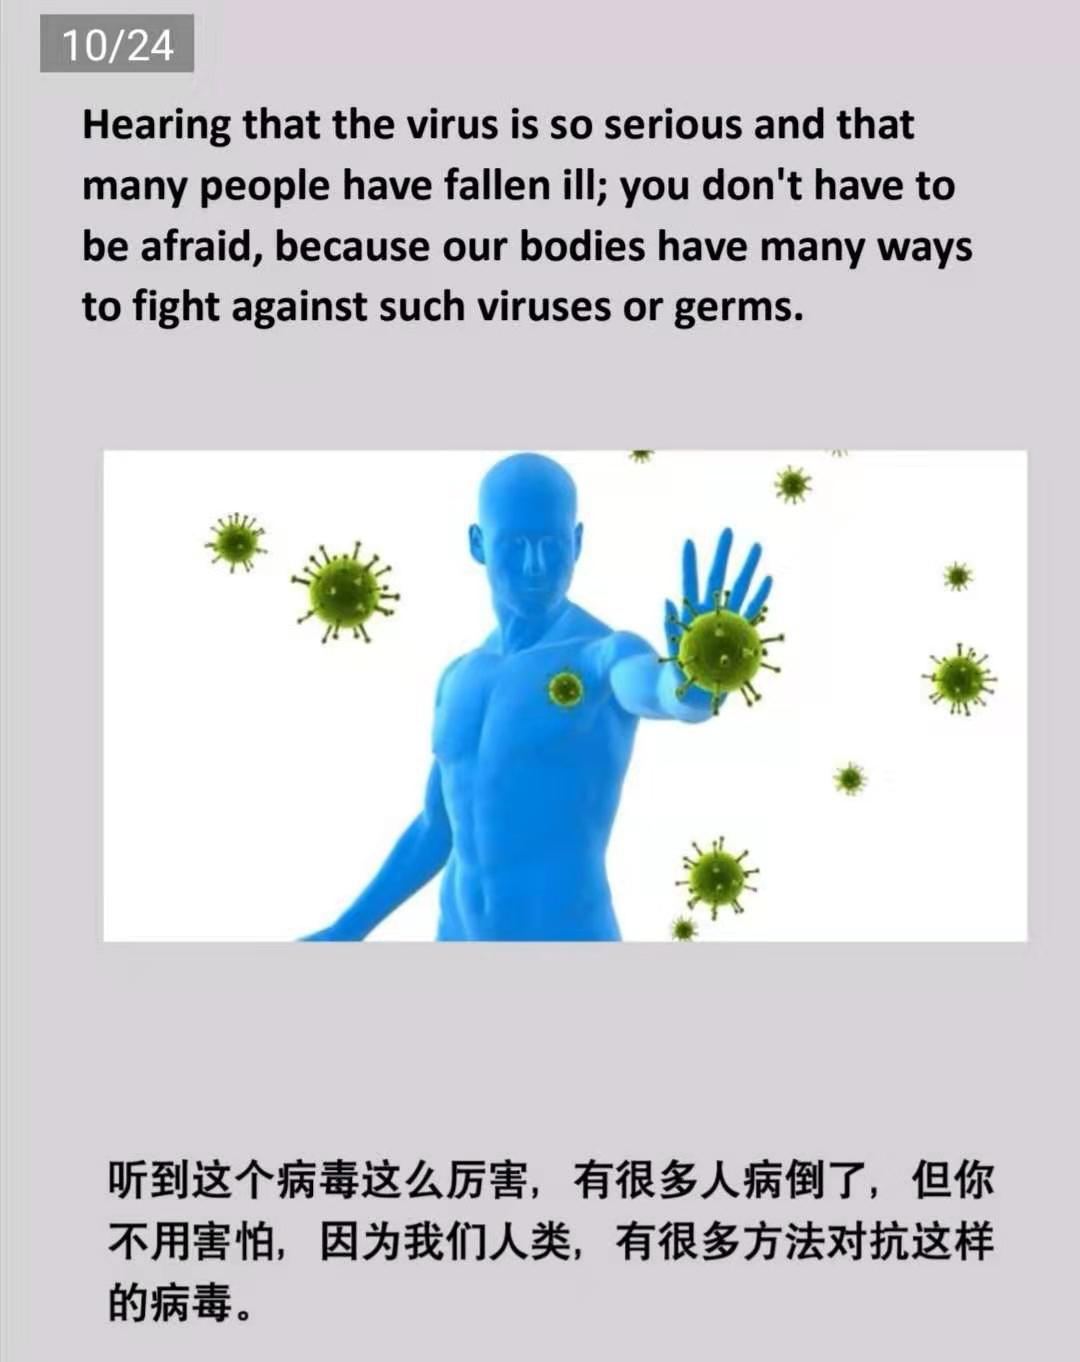 10/24
Hearing that the virus is so serious and that
many people have fallen ill; you don't have to
be afraid, because our bodies have many ways
to fight against such viruses or germs.
听到这个病毒这么厉害，有很多人病倒了，但你
不用害怕，因为我们人类，有很多方法对抗这样
的病毒。